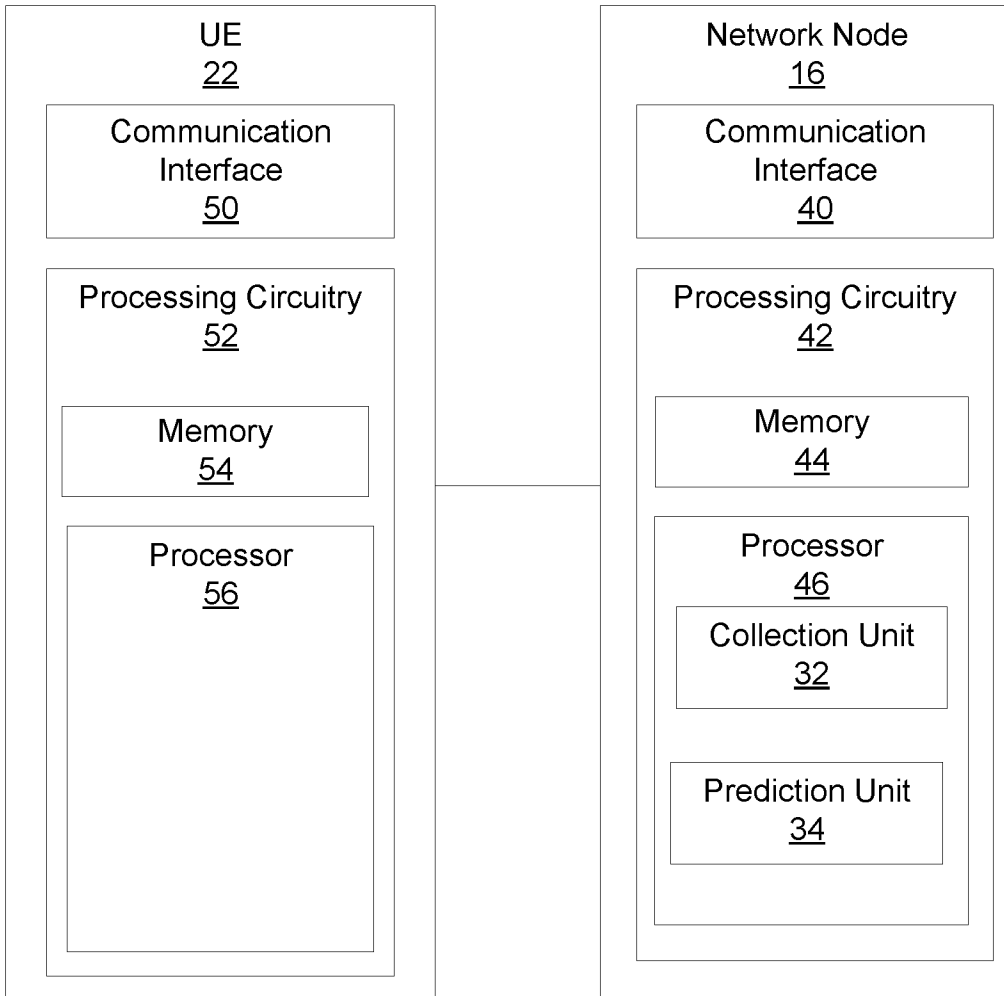 UE
22
Communication
Interface
50
Processing Circuitry
52
Memory
54
Processor
56
Network Node
16
Communication
Interface
40
Processing Circuitry
42
Memory
44
Processor
46
Collection Unit
32
Prediction Unit
34